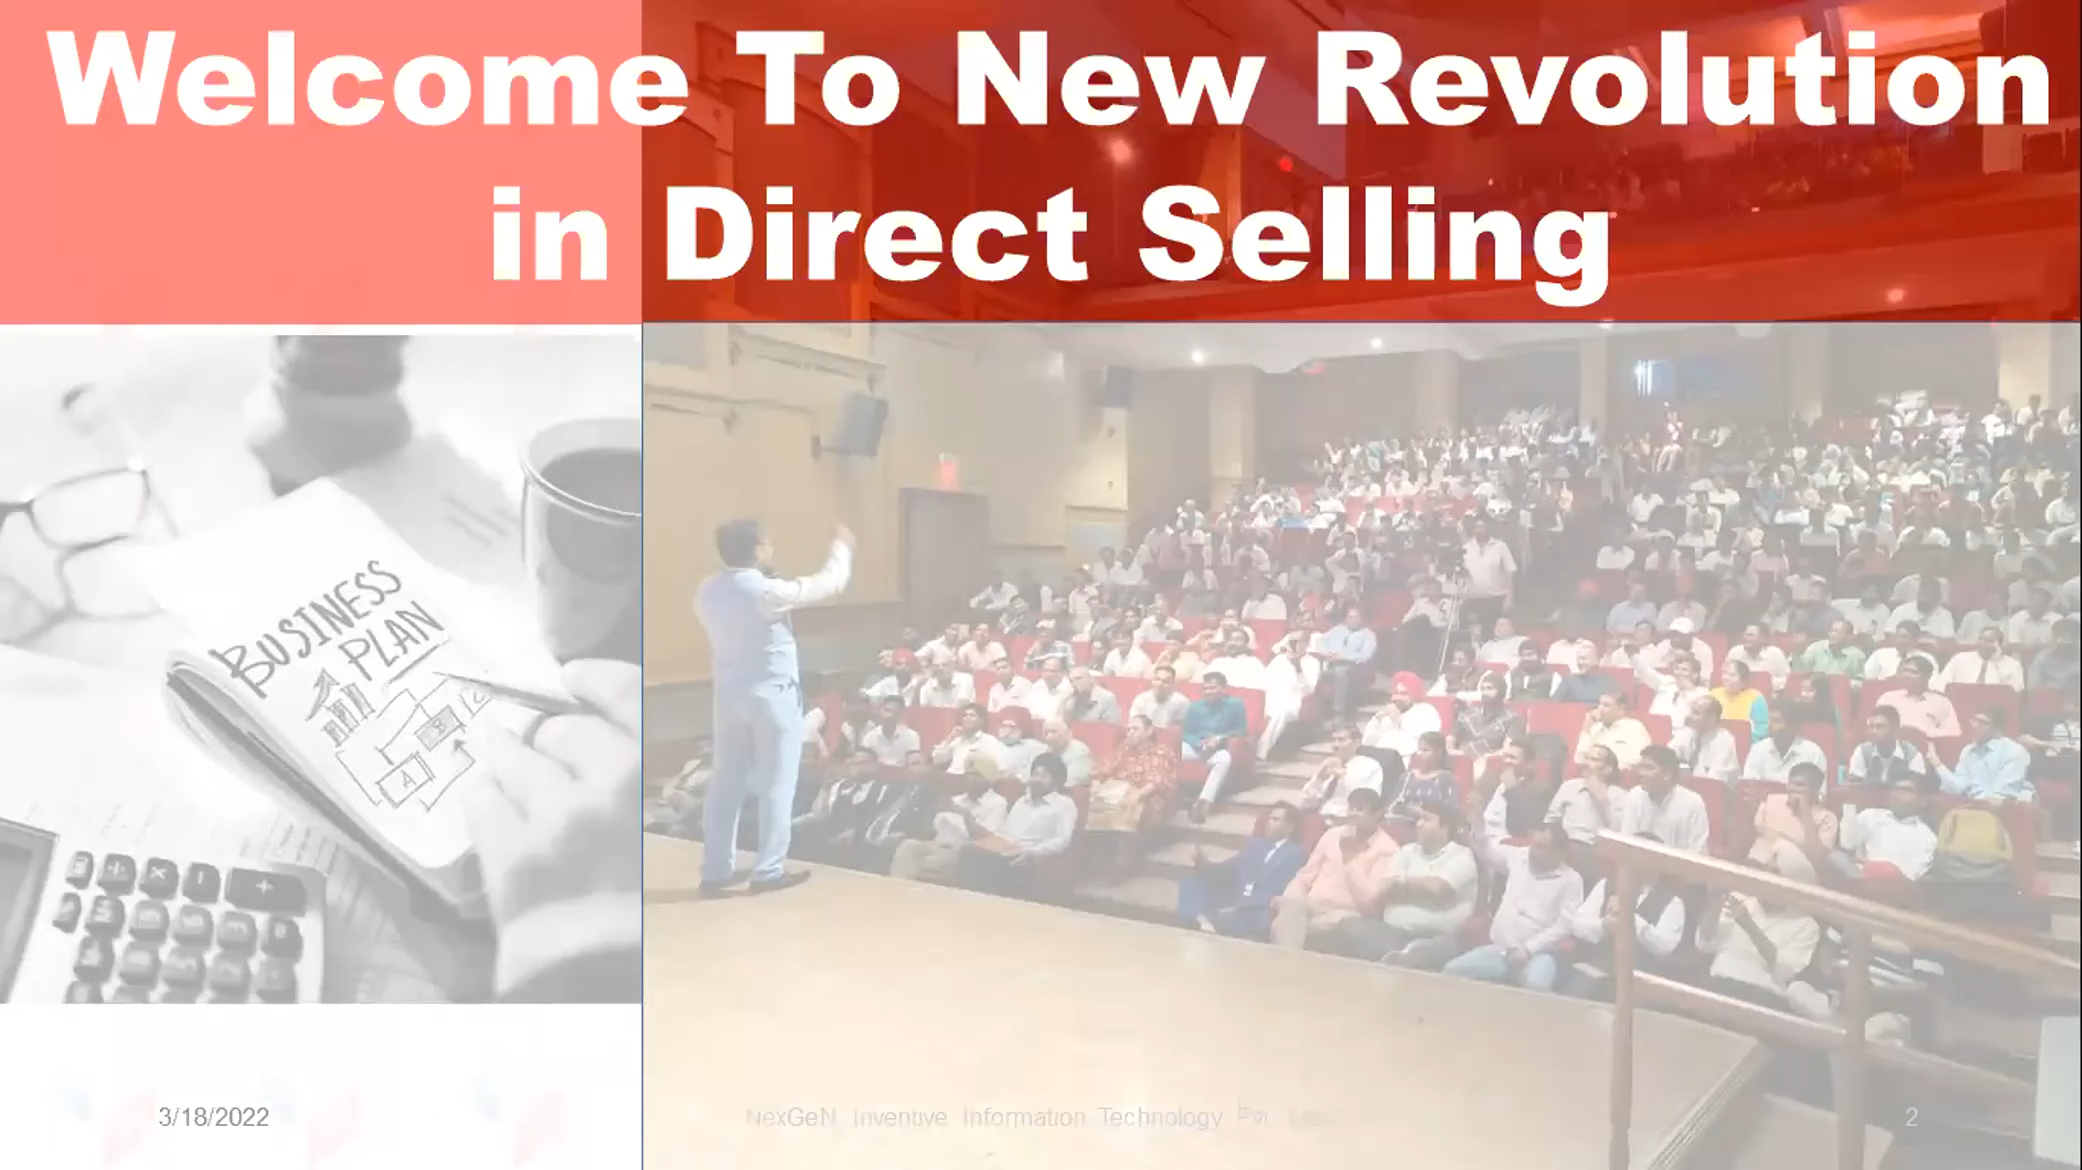 Welcome To New Revolution
in Direct Selling
BUSINESS
PLAN
A
B
C
3/18/2022
NexGeN Inventive Information Technology
2